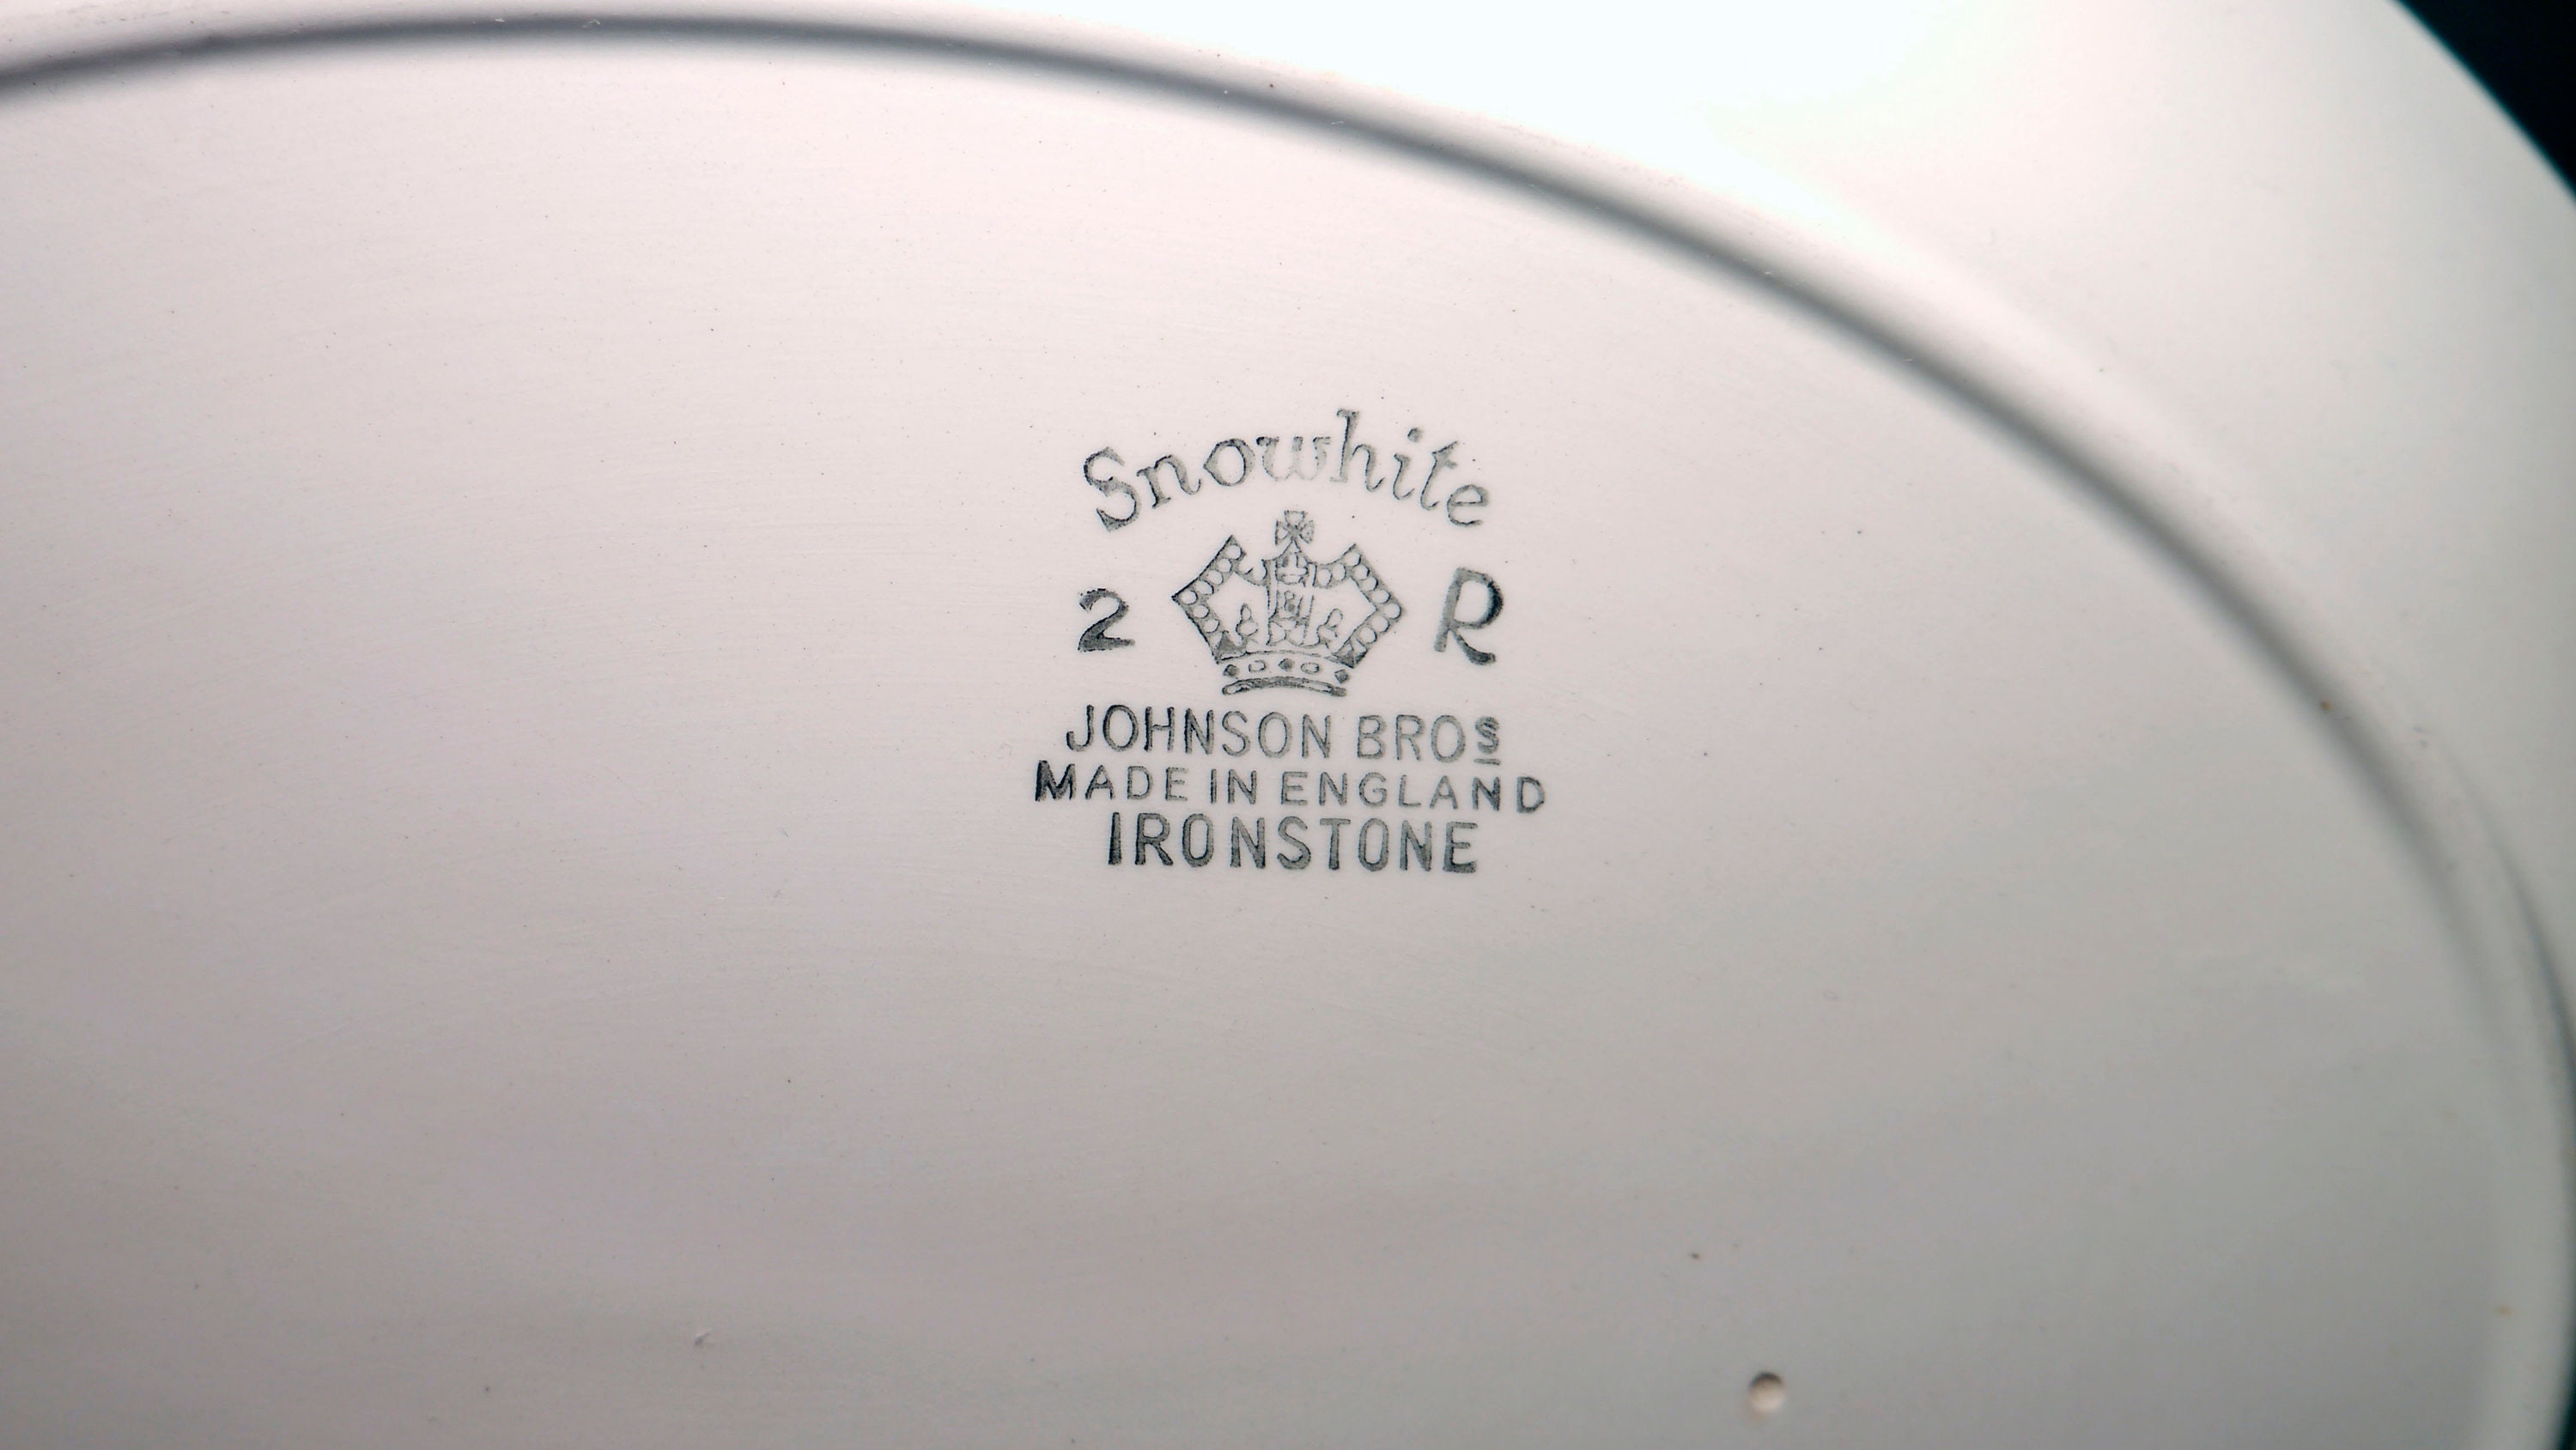 Snowhite
2 R
JOHNSON BROS
MADE IN ENGLAND
IRONSTONE